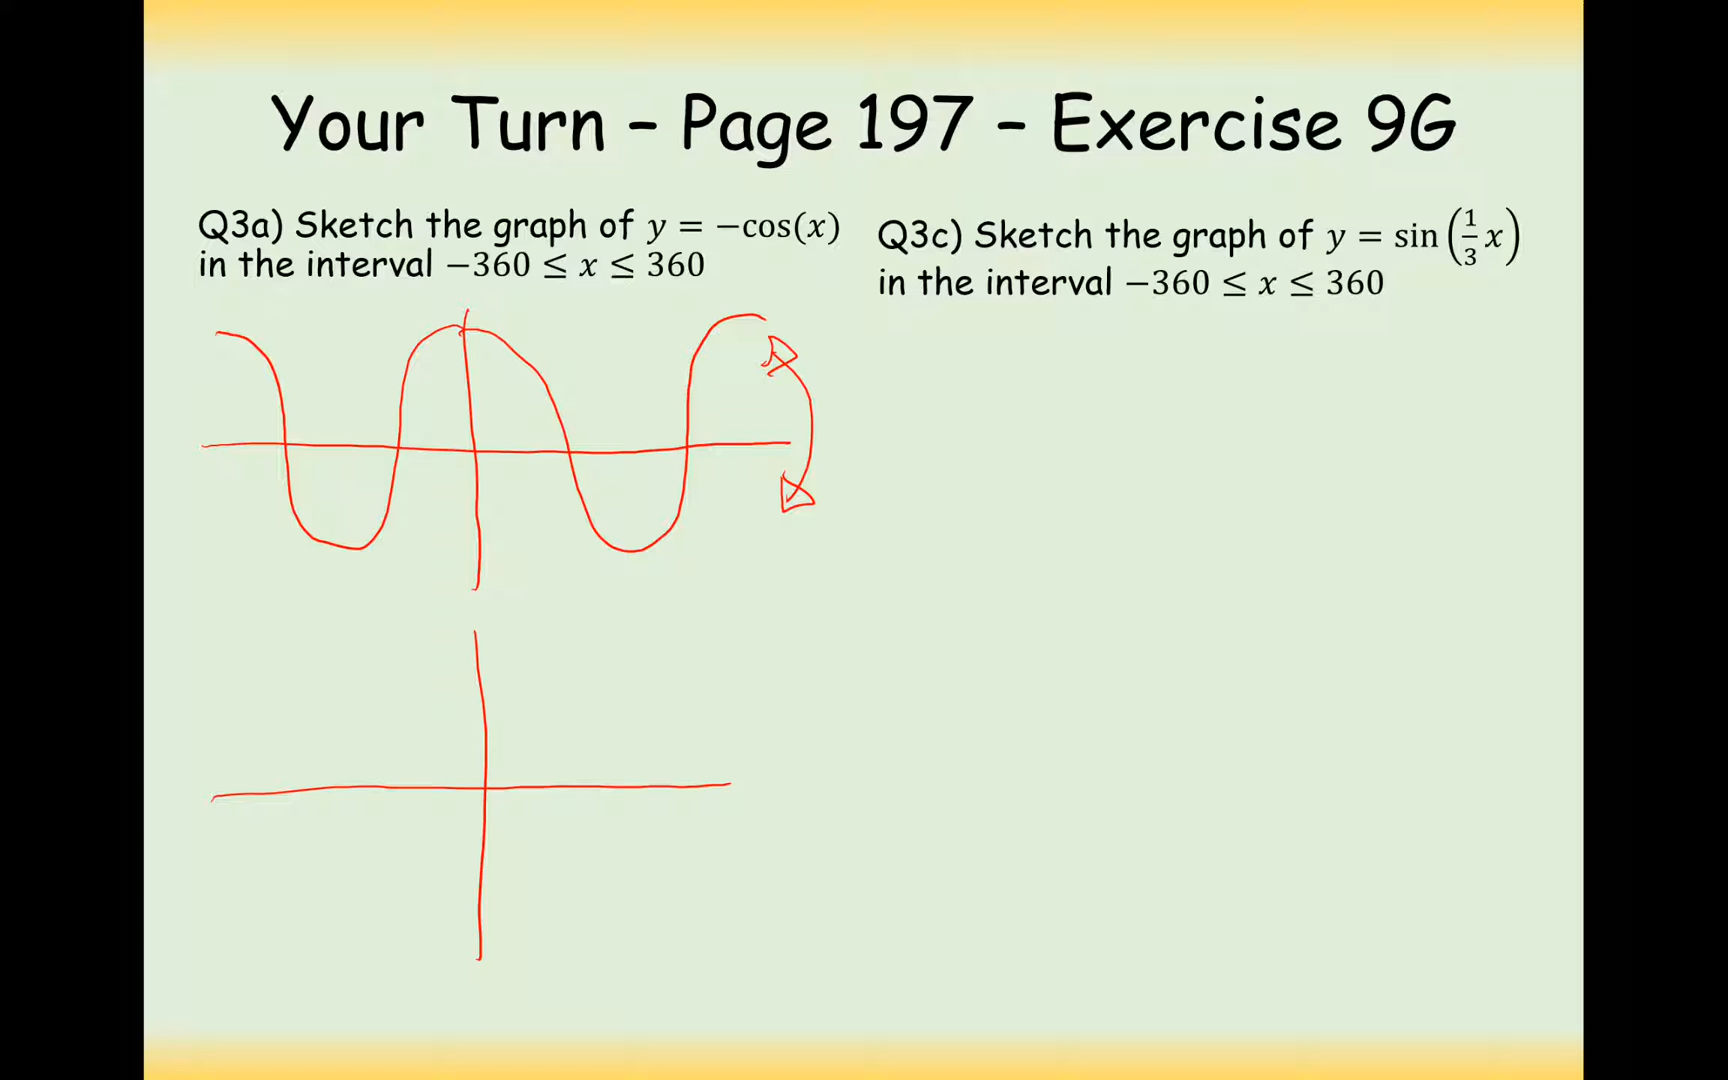 Your Turn – Page 197 – Exercise 9G
Q3a) Sketch the graph of y = −cos(x)
in the interval −360 ≤ x ≤ 360
Q3c) Sketch the graph of y = sin(1/3 x)
in the interval −360 ≤ x ≤ 360